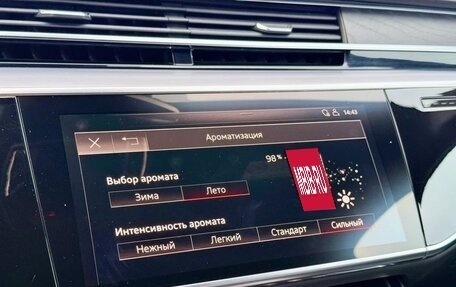 14:43
Ароматизация
98%
Выбор аромата
Зима Лето
Интенсивность аромата
Нежный Легкий Стандарт Сильный